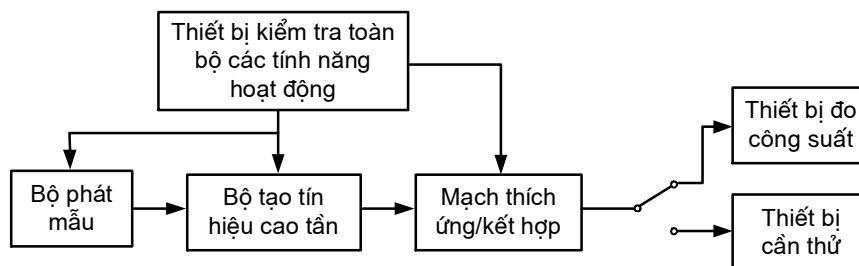 Thiết bị kiểm tra toàn
bộ các tính năng
hoạt động
Thiết bị đo
công suất
Bộ phát
mẫu
Bộ tạo tín
hiệu cao tần
Mạch thích
ứng/kết hợp
Thiết bị
cần thử